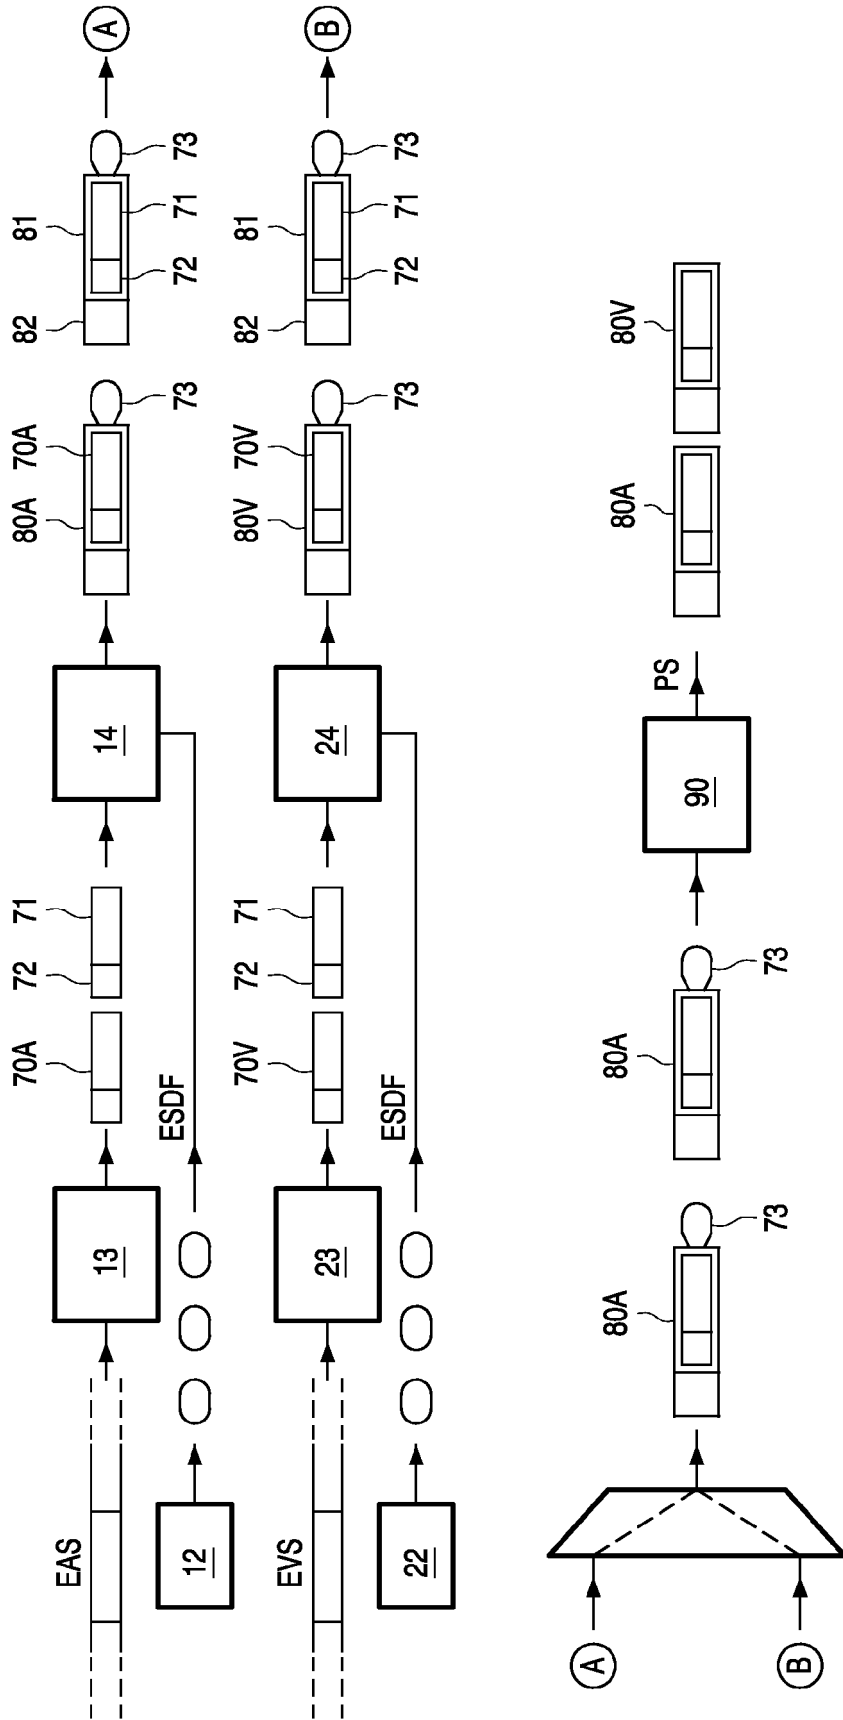 82 81 A
72 71 73
80A 70A
73
14
72 71
70A
ESDF
13
EAS
12
82 81 B
72 71 73
80V 70V
73
24
72 71
70V
ESDF
23
EVS
22
A
B
80A
73
80A
73
90
PS
80A
80V